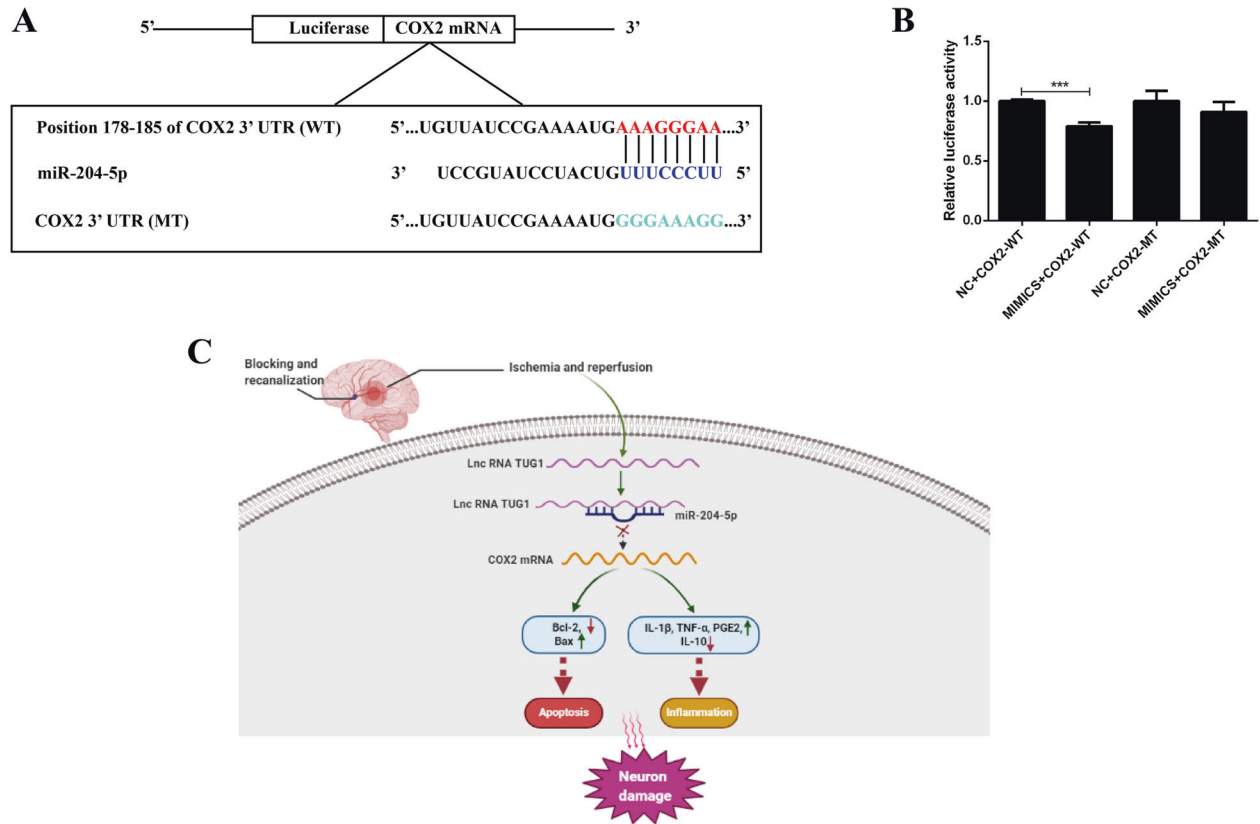 A
5'
Luciferase
COX2 mRNA
3'
Position 178-185 of COX2 3' UTR (WT)
5'...UGUUAUCCGAAAAUGAAAGGGAA...3'
miR-204-5p
3' UCCGUAUCCUACUGUUUCCCUU 5'
COX2 3' UTR (MT)
5'...UGUUAUCCGAAAAUGGGGAAAGG...3'
B
Relative luciferase activity
1.5
1.0
0.5
0.0
***
NC+COX2-WT
MIMICS+COX2-WT
NC+COX2-MT
MIMICS+COX2-MT
C
Blocking and
recanalization
Ischemia and reperfusion
Lnc RNA TUG1
Lnc RNA TUG1
miR-204-5p
COX2 mRNA
Bcl-2,
Bax
IL-1β, TNF-α, PGE2,
IL-10
Apoptosis
Inflammation
Neuron
damage